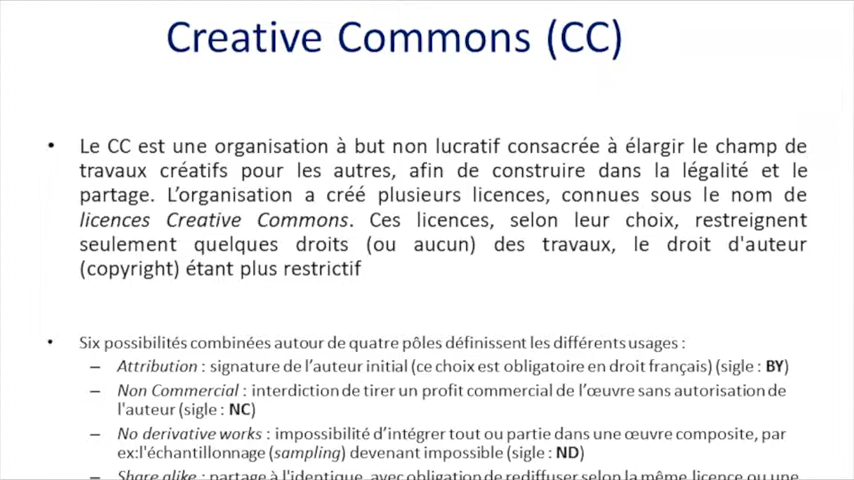 Creative Commons (CC)
• Le CC est une organisation à but non lucratif consacrée à élargir le champ de
travaux créatifs pour les autres, afin de construire dans la légalité et le
partage. L'organisation a créé plusieurs licences, connues sous le nom de
licences Creative Commons. Ces licences, selon leur choix, restreignent
seulement quelques droits (ou aucun) des travaux, le droit d'auteur
(copyright) étant plus restrictif
• Six possibilités combinées autour de quatre pôles définissent les différents usages :
– Attribution : signature de l'auteur initial (ce choix est obligatoire en droit français) (sigle : BY)
– Non Commercial : interdiction de tirer un profit commercial de l'œuvre sans autorisation de
l'auteur (sigle : NC)
– No derivative works : impossibilité d'intégrer tout ou partie dans une œuvre composite, par
ex:l'échantillonnage (sampling) devenant impossible (sigle : ND)
– Share alike : partage à l'identique, avec obligation de rediffuser selon la même licence ou une